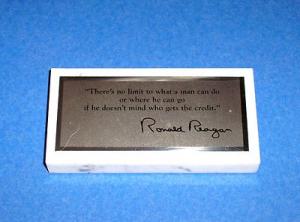 "There's no limit to what a man can do
or where he can go
if he doesn't mind who gets the credit."
Ronald Reagan